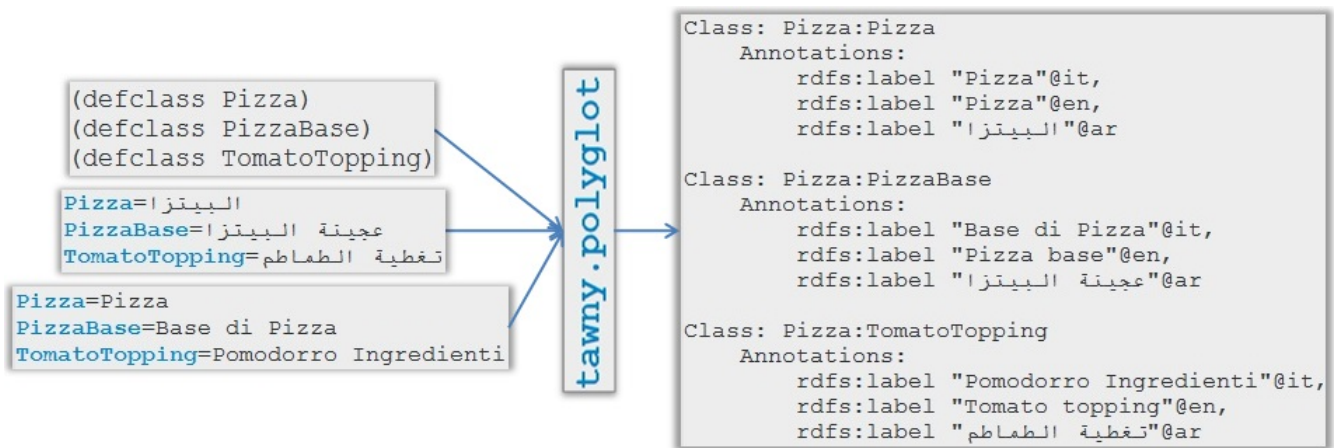 (defclass Pizza)
(defclass PizzaBase)
(defclass TomatoTopping)
Pizza=البيتزا
PizzaBase=عجينة البيتزا
TomatoTopping=تغطية الطماطم
Pizza=Pizza
PizzaBase=Base di Pizza
TomatoTopping=Pomodorro Ingredienti
tawny.polyglot
Class: Pizza:Pizza
Annotations:
rdfs:label "Pizza"@it,
rdfs:label "Pizza"@en,
rdfs:label "البيتزا"@ar
Class: Pizza:PizzaBase
Annotations:
rdfs:label "Base di Pizza"@it,
rdfs:label "Pizza base"@en,
rdfs:label "عجينة البيتزا"@ar
Class: Pizza:TomatoTopping
Annotations:
rdfs:label "Pomodorro Ingredienti"@it,
rdfs:label "Tomato topping"@en,
rdfs:label "تغطية الطماطم"@ar